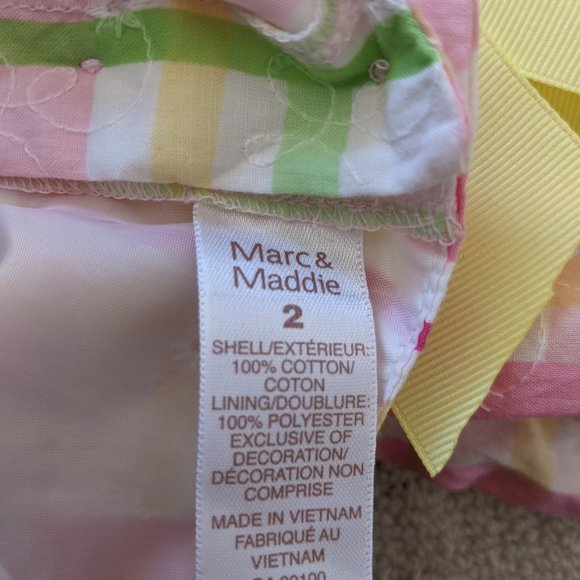 Marc &
Maddie
2
SHELL/EXTÉRIEUR:
100% COTTON/
COTON
LINING/DOUBLURE:
100% POLYESTER
EXCLUSIVE OF
DECORATION/
DÉCORATION NON
COMPRISE
MADE IN VIETNAM
FABRIQUÉ AU
VIETNAM